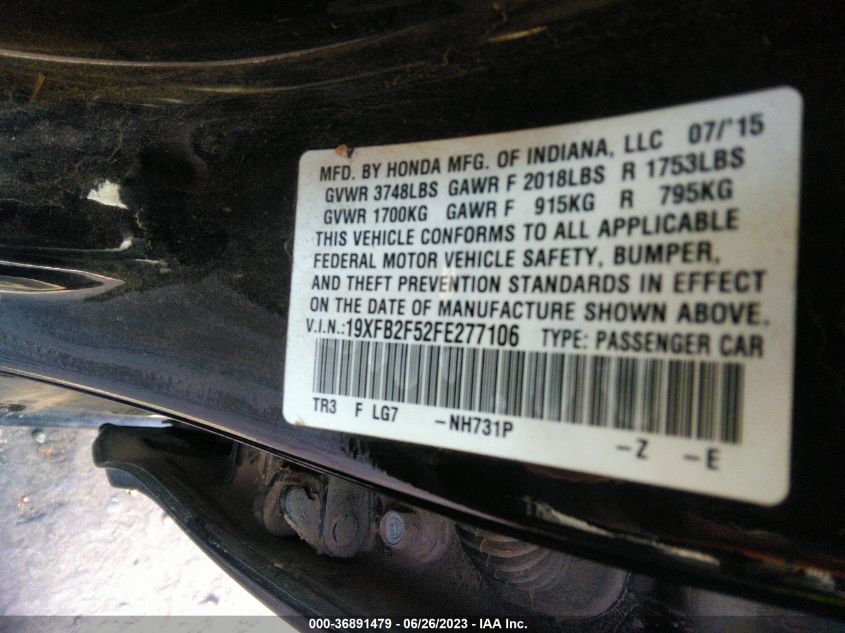 MFD. BY HONDA MFG. OF INDIANA, LLC 07/'15
GVWR 3748LBS GAWR F 2018LBS R 1753LBS
GVWR 1700KG GAWR F 915KG R 795KG
THIS VEHICLE CONFORMS TO ALL APPLICABLE
FEDERAL MOTOR VEHICLE SAFETY, BUMPER,
AND THEFT PREVENTION STANDARDS IN EFFECT
ON THE DATE OF MANUFACTURE SHOWN ABOVE.
V.I.N.:19XFB2F52FE277106 TYPE: PASSENGER CAR
TR3 F LG7 -NH731P -Z -E
000-36891479 - 06/26/2023 - IAA Inc.